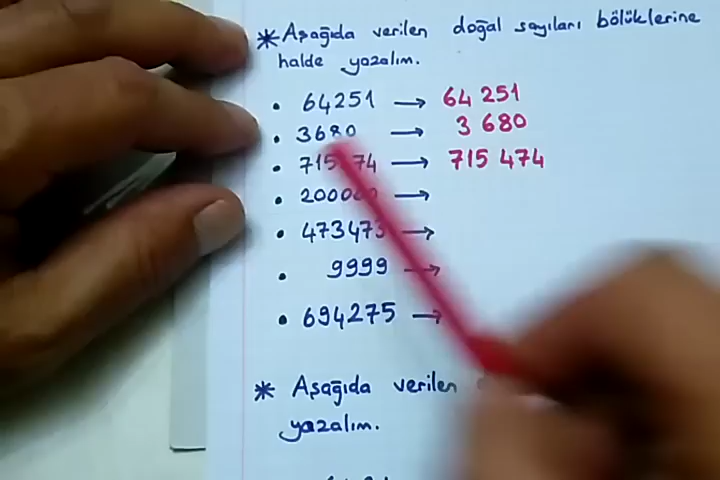 *Aşağıda verilen doğal sayıları bölüklerine
halde yazalım.
• 64251 → 64 251
• 3680 → 3 680
• 715474 → 715 474
• →
• 473473 →
• 9999 →
• 694275 →
* Aşağıda verilen
yazalım.